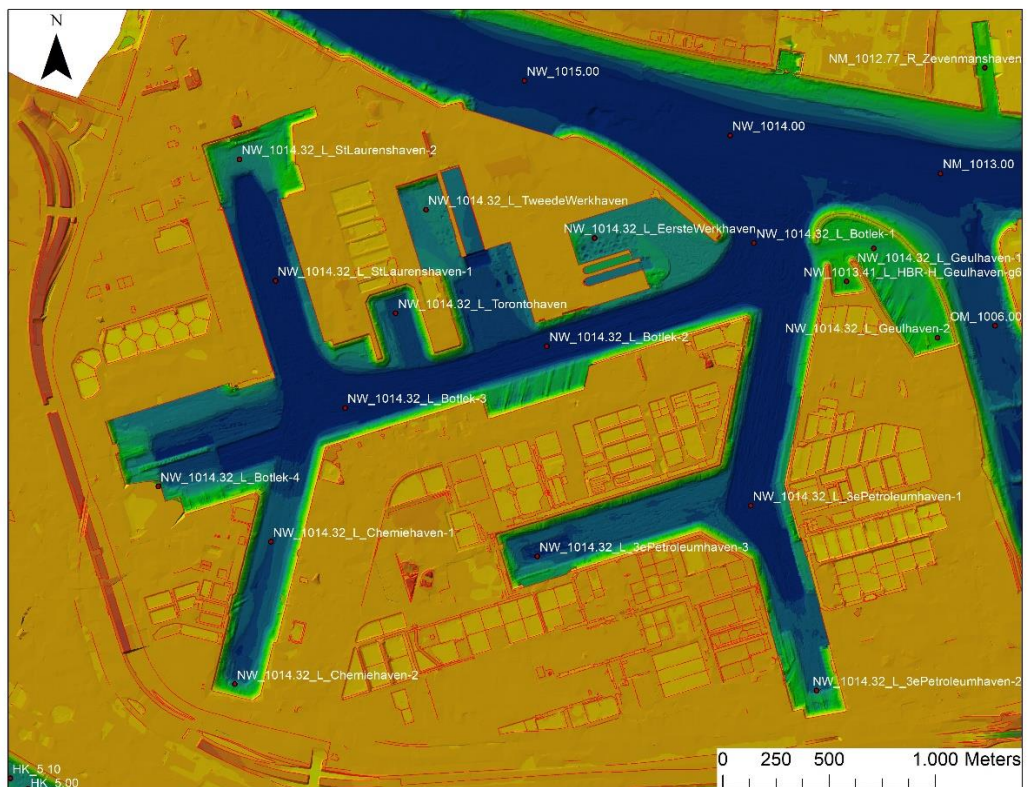 N
NW_1015.00
NM_1012.77_R_Zevenmanshaven
NW_1014.00
NW_1014.32_L_StLaurenshaven-2
NM_1013.00
NW_1014.32_L_TweedeWerkhaven
NW_1014.32_L_EersteWerkhaven
NW_1014.32_L_Botlek-1
NW_1014.32_L_Geulhaven-1
NW_1014.32_L_StLaurenshaven-1
NW_1013.41_L_HBR-H_Geulhaven-g6
NW_1014.32_L_Torontohaven
OM_1006.00
NW_1014.32_L_Geulhaven-2
NW_1014.32_L_Botlek-2
NW_1014.32_L_Botlek-3
NW_1014.32_L_Botlek-4
NW_1014.32_L_3ePetroleumhaven-1
NW_1014.32_L_Chemiehaven-1
NW_1014.32_L_3ePetroleumhaven-3
NW_1014.32_L_Chemiehaven-2
NW_1014.32_L_3ePetroleumhaven-2
0 250 500 1.000 Meters
HK_5.10
HK_5.00